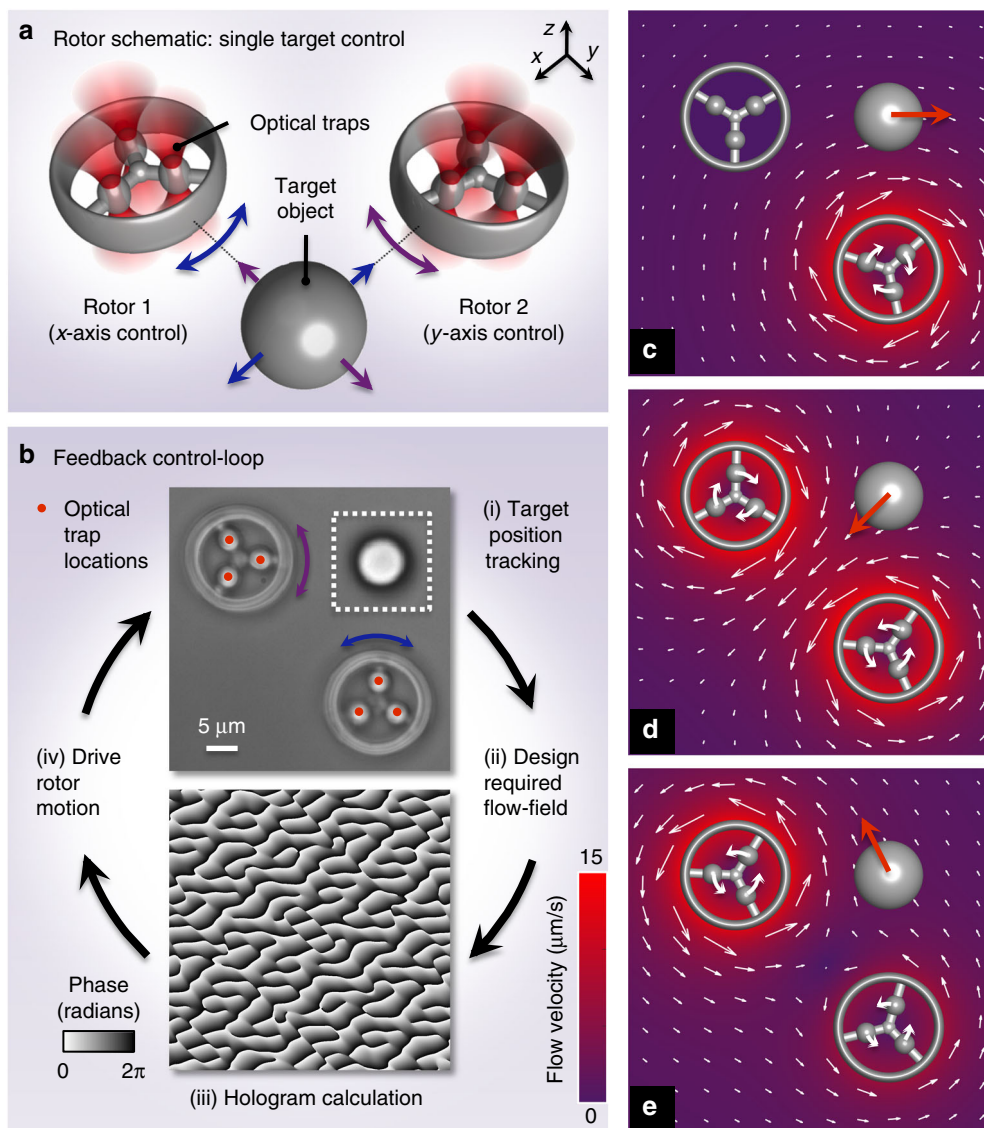 a Rotor schematic: single target control
z
x
y
Optical traps
Target
object
Rotor 1
(x-axis control)
Rotor 2
(y-axis control)
b Feedback control-loop
Optical
trap
locations
(i) Target
position
tracking
5 μm
(iv) Drive
rotor
motion
(ii) Design
required
flow-field
Phase
(radians)
0 2π
(iii) Hologram calculation
15
Flow velocity (μm/s)
0
c
d
e